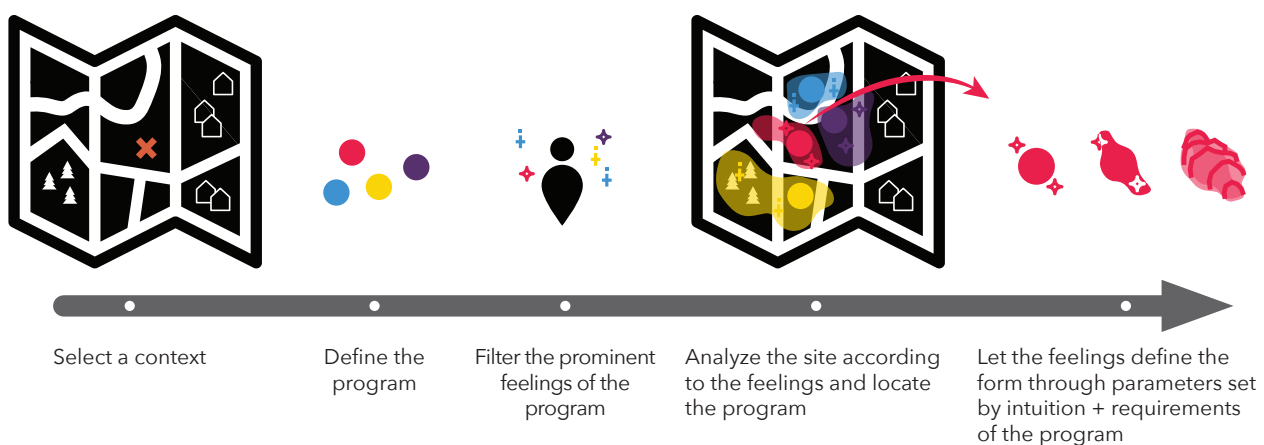 Select a context
Define the
program
Filter the prominent
feelings of the
program
Analyze the site according
to the feelings and locate
the program
Let the feelings define the
form through parameters set
by intuition + requirements
of the program